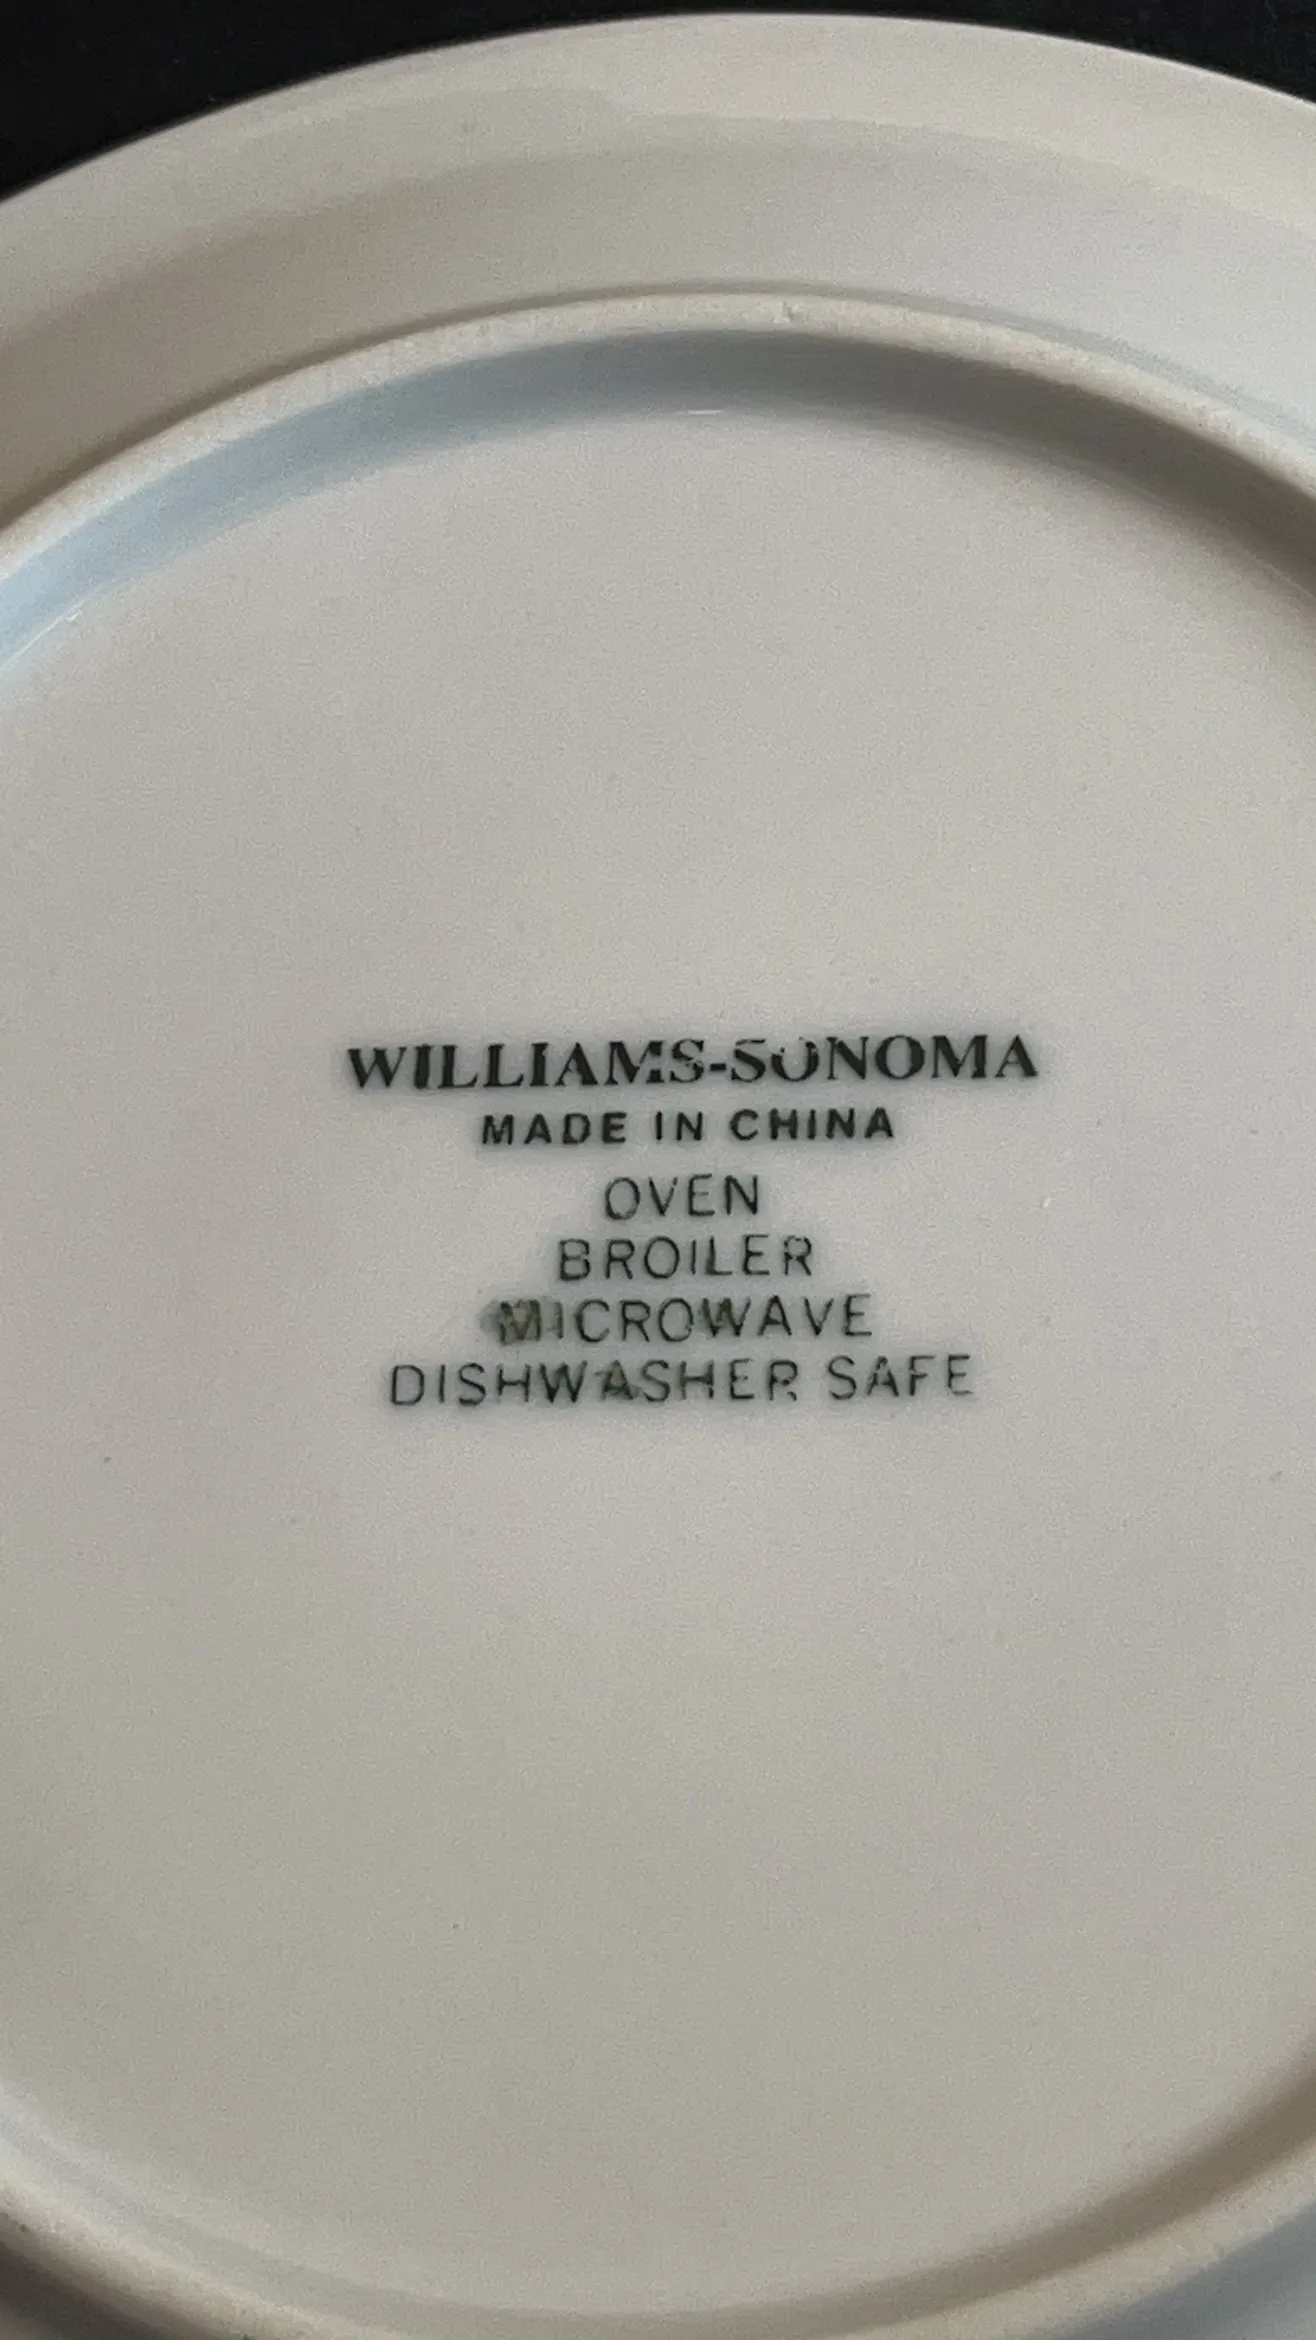 WILLIAMS-SONOMA
MADE IN CHINA
OVEN
BROILER
MICROWAVE
DISHWASHER SAFE